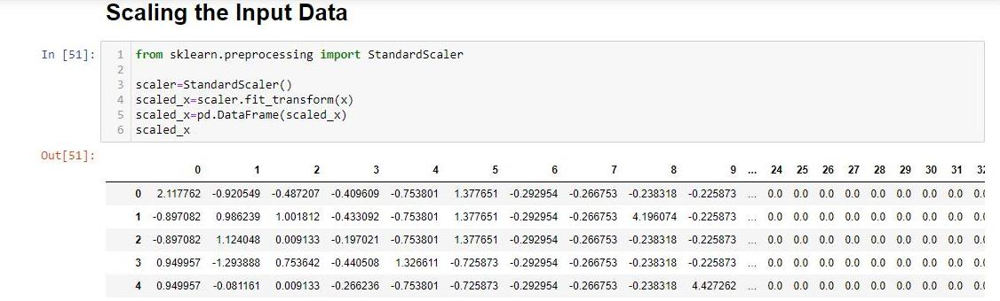 Scaling the Input Data
In [51]:
1 from sklearn.preprocessing import StandardScaler
2
3 scaler=StandardScaler()
4 scaled_x=scaler.fit_transform(x)
5 scaled_x=pd.DataFrame(scaled_x)
6 scaled_x
Out[51]:
0 1 2 3 4 5 6 7 8 9 ... 24 25 26 27 28 29 30 31 32
0 2.117762 -0.920549 -0.487207 -0.409609 -0.753801 1.377651 -0.292954 -0.266753 -0.238318 -0.225873 ... 0.0 0.0 0.0 0.0 0.0 0.0 0.0 0.0 0.0
1 -0.897082 0.986239 1.001812 -0.433092 -0.753801 1.377651 -0.292954 -0.266753 4.196074 -0.225873 ... 0.0 0.0 0.0 0.0 0.0 0.0 0.0 0.0 0.0
2 -0.897082 1.124048 0.009133 -0.197021 -0.753801 1.377651 -0.292954 -0.266753 -0.238318 -0.225873 ... 0.0 0.0 0.0 0.0 0.0 0.0 0.0 0.0 0.0
3 0.949957 -1.293888 0.753642 -0.440508 1.326611 -0.725873 -0.292954 -0.266753 -0.238318 -0.225873 ... 0.0 0.0 0.0 0.0 0.0 0.0 0.0 0.0 0.0
4 0.949957 -0.081161 0.009133 -0.266236 -0.753801 -0.725873 -0.292954 -0.266753 -0.238318 4.427262 ... 0.0 0.0 0.0 0.0 0.0 0.0 0.0 0.0 0.0